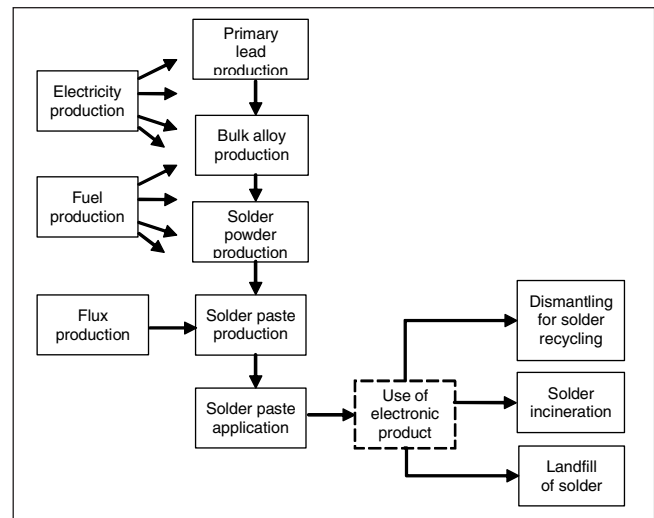 Primary
lead
production
Electricity
production
Bulk alloy
production
Fuel
production
Solder
powder
production
Flux
production
Solder paste
production
Dismantling
for solder
recycling
Solder paste
application
Use of
electronic
product
Solder
incineration
Landfill
of solder